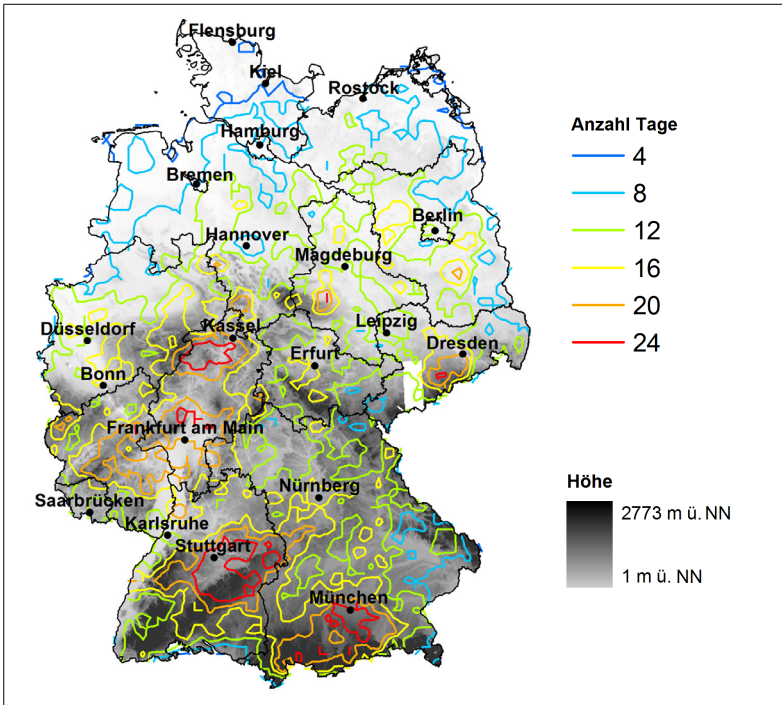 Flensburg
Kiel
Rostock
Hamburg
Bremen
Berlin
Hannover
Magdeburg
Düsseldorf
Kassel
Leipzig
Dresden
Erfurt
Bonn
Frankfurt am Main
Saarbrücken
Nürnberg
Karlsruhe
Stuttgart
München
Anzahl Tage
4
8
12
16
20
24
Höhe
2773 m ü. NN
1 m ü. NN